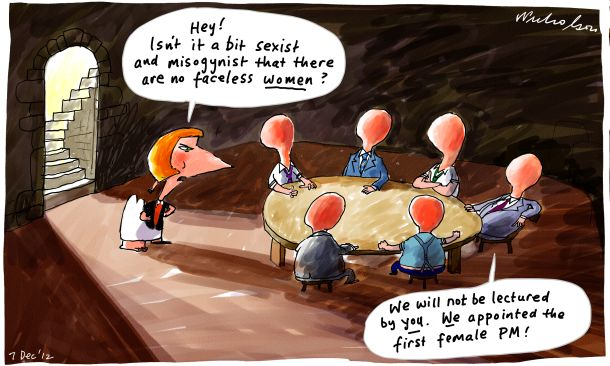 Nicholson
Hey!
Isn't it a bit sexist
and misogynist that there
are no faceless women?
We will not be lectured
by you. We appointed the
first female PM!
7 Dec '12